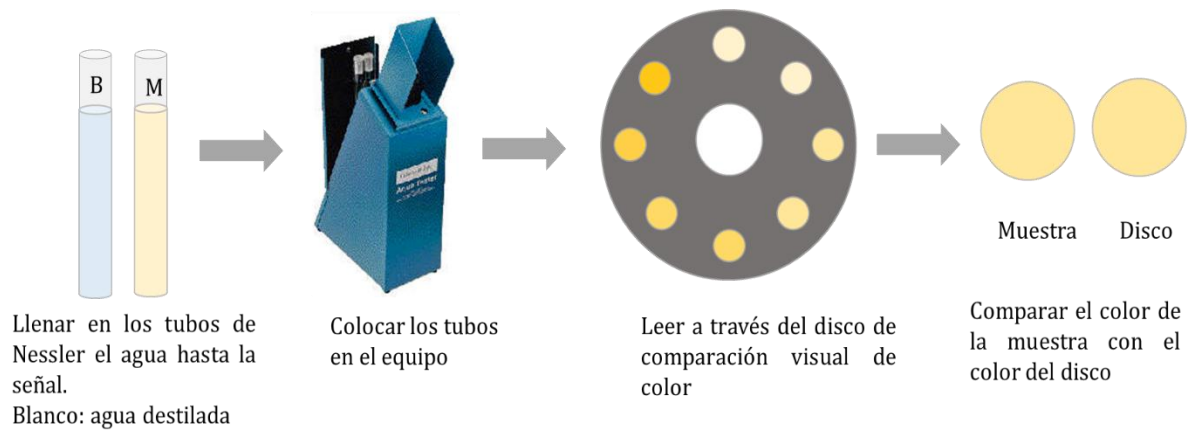 B
M
Llenar en los tubos de
Nessler el agua hasta la
señal.
Blanco: agua destilada
Colocar los tubos
en el equipo
Leer a través del disco de
comparación visual de
color
Muestra
Disco
Comparar el color de
la muestra con el
color del disco